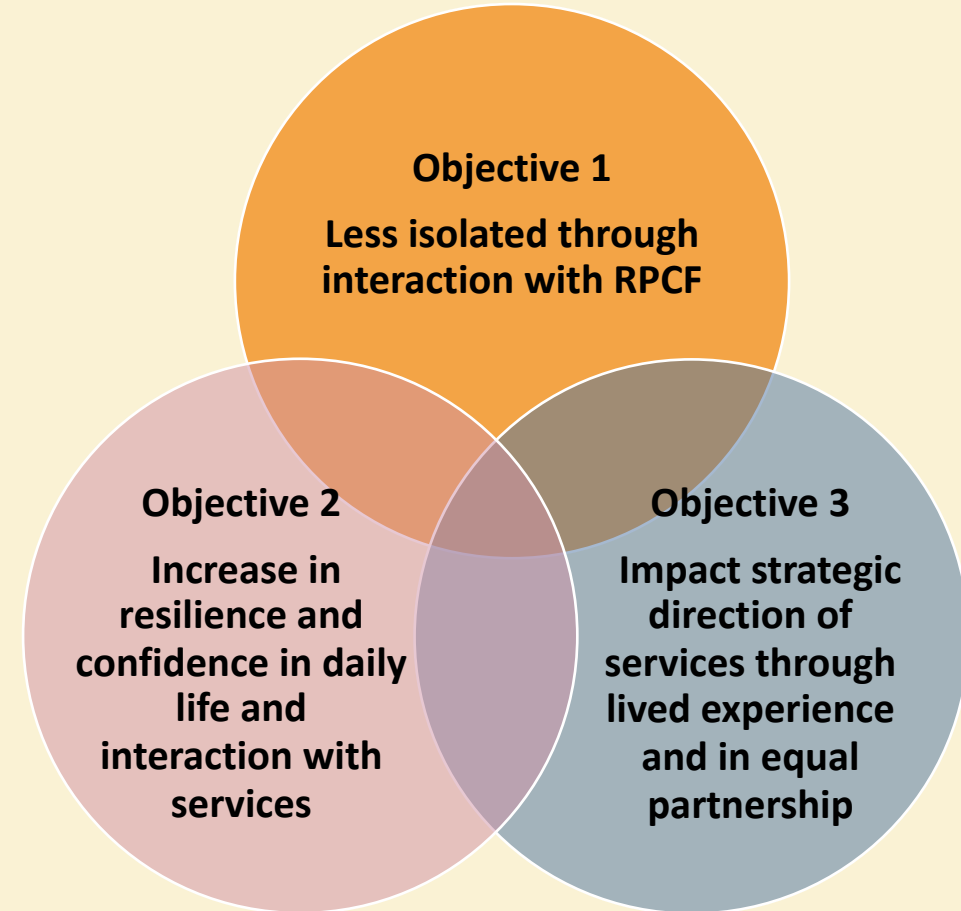 Objective 1
Less isolated through
interaction with RPCF
Objective 2
Increase in
resilience and
confidence in daily
life and
interaction with
services
Objective 3
Impact strategic
direction of
services through
lived experience
and in equal
partnership